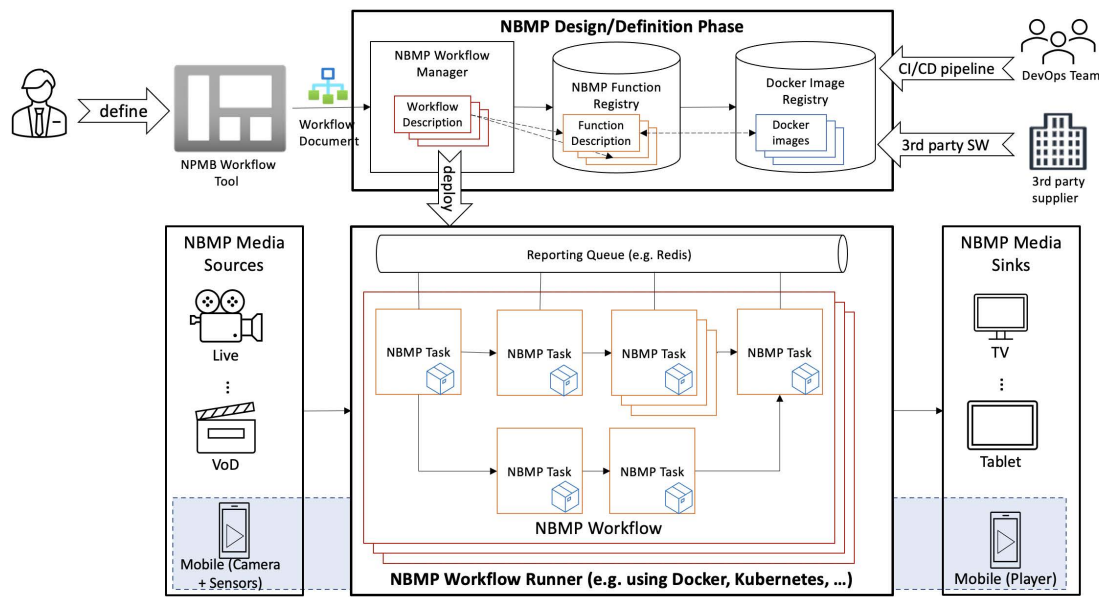 NBMP Design/Definition Phase
define
NPMB Workflow
Tool
Workflow
Document
NBMP Workflow
Manager
Workflow
Description
NBMP Function
Registry
Function
Description
Docker Image
Registry
Docker
images
CI/CD pipeline
DevOps Team
3rd party SW
3rd party
supplier
deploy
NBMP Media
Sources
Live
...
VoD
Mobile (Camera
+ Sensors)
Reporting Queue (e.g. Redis)
NBMP Task
NBMP Task
NBMP Task
NBMP Task
NBMP Task
NBMP Task
NBMP Workflow
NBMP Workflow Runner (e.g. using Docker, Kubernetes, ...)
NBMP Media
Sinks
TV
...
Tablet
Mobile (Player)